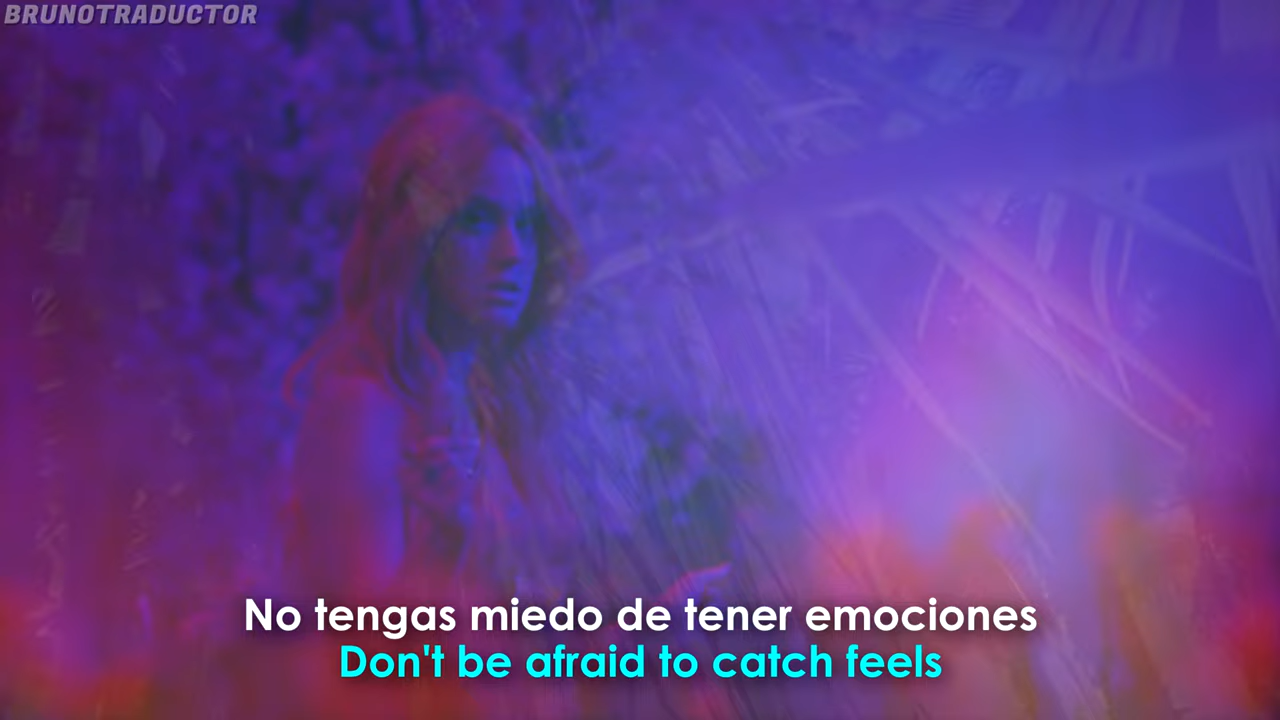 BRUNOTRADUCTOR
No tengas miedo de tener emociones
Don't be afraid to catch feels